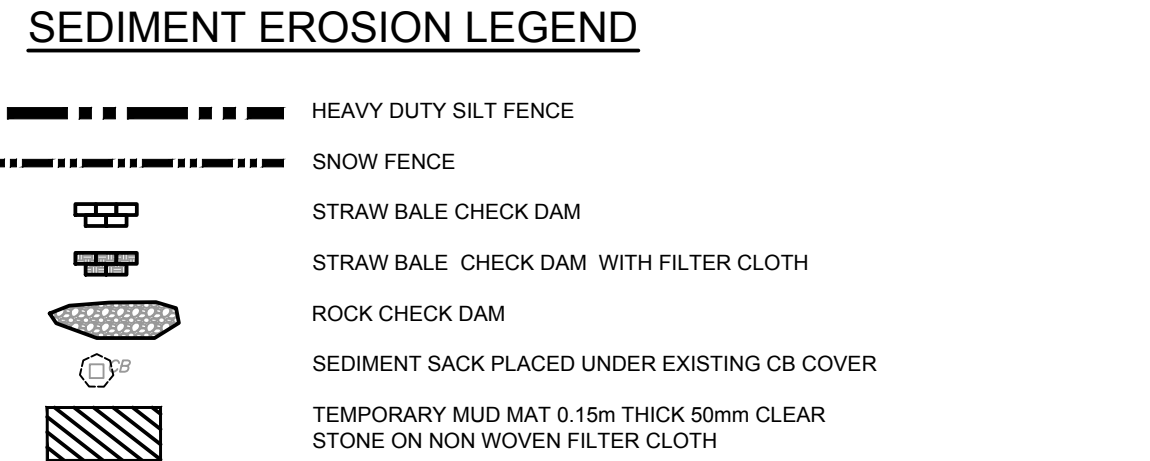 SEDIMENT EROSION LEGEND
HEAVY DUTY SILT FENCE
SNOW FENCE
STRAW BALE CHECK DAM
STRAW BALE CHECK DAM WITH FILTER CLOTH
ROCK CHECK DAM
CB
SEDIMENT SACK PLACED UNDER EXISTING CB COVER
TEMPORARY MUD MAT 0.15m THICK 50mm CLEAR
STONE ON NON WOVEN FILTER CLOTH